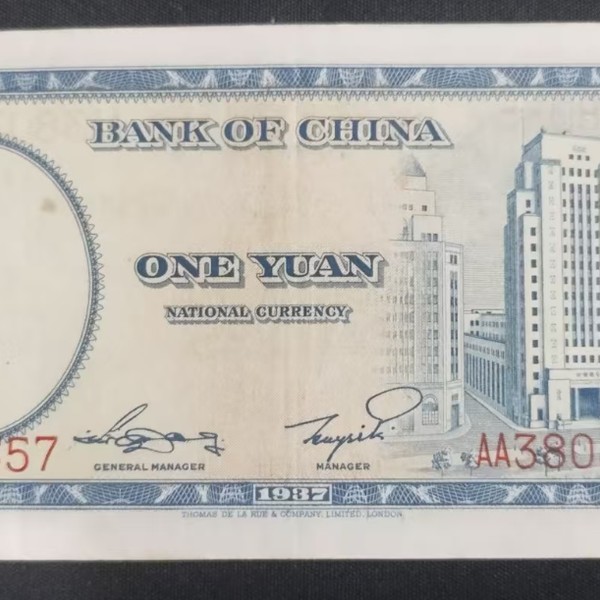 BANK OF CHINA
ONE YUAN
NATIONAL CURRENCY
57
AA380
GENERAL MANAGER
MANAGER
1937
THOMAS DE LA RUE & COMPANY, LIMITED, LONDON.